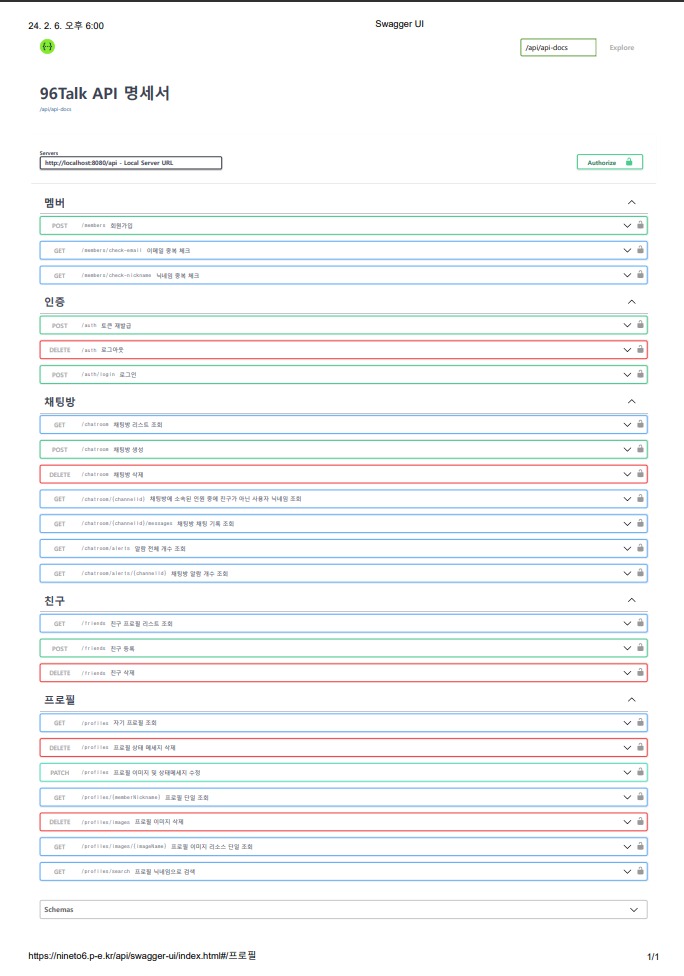 24. 2. 6. 오후 6:00
Swagger UI
{··}
/api/api-docs
Explore
96Talk API 명세서
/api/api-docs
Servers
http://localhost:8080/api - Local Server URL
Authorize
멤버
POST /members 회원가입
GET /members/check-email 이메일 중복 체크
GET /members/check-nickname 닉네임 중복 체크
인증
POST /auth 토큰 재발급
DELETE /auth 로그아웃
POST /auth/login 로그인
채팅방
GET /chatroom 채팅방 리스트 조회
POST /chatroom 채팅방 생성
DELETE /chatroom 채팅방 삭제
GET /chatroom/{channelId} 채팅방에 소속된 인원 중에 친구가 아닌 사용자 닉네임 조회
GET /chatroom/{channelId}/messages 채팅방 채팅 기록 조회
GET /chatroom/alerts 알람 전체 개수 조회
GET /chatroom/alerts/{channelId} 채팅방 알람 개수 조회
친구
GET /friends 친구 프로필 리스트 조회
POST /friends 친구 등록
DELETE /friends 친구 삭제
프로필
GET /profiles 자기 프로필 조회
DELETE /profiles 프로필 상태 메세지 삭제
PATCH /profiles 프로필 이미지 및 상태메세지 수정
GET /profiles/{memberNickname} 프로필 단일 조회
DELETE /profiles/images 프로필 이미지 삭제
GET /profiles/images/{imageName} 프로필 이미지 리소스 단일 조회
GET /profiles/search 프로필 닉네임으로 검색
Schemas
https://nineto6.p-e.kr/api/swagger-ui/index.html#/프로필
1/1